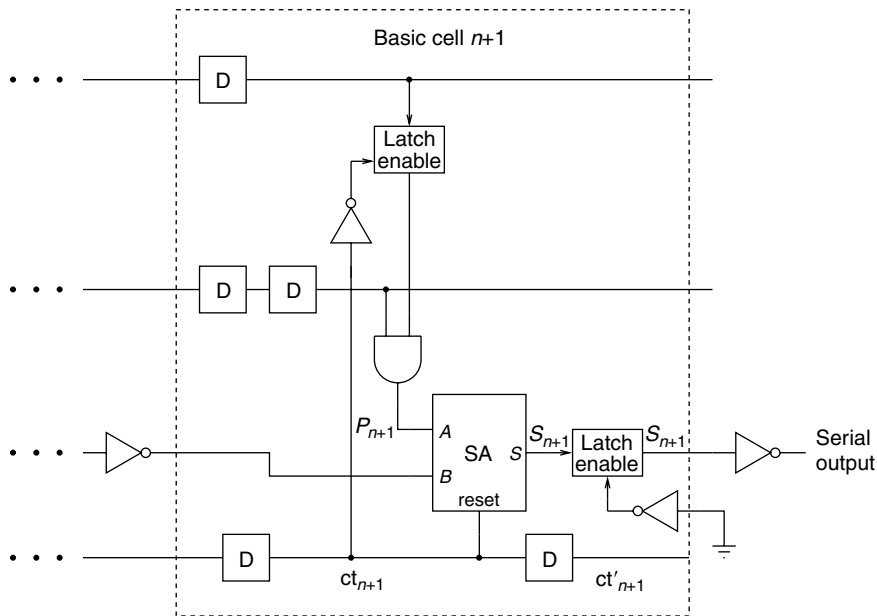 Basic cell n+1
D
Latch
enable
D
D
P_{n+1}
A
S_{n+1}
Latch
enable
S_{n+1}
Serial
output
SA
S
B
reset
D
D
ct_{n+1}
ct′_{n+1}